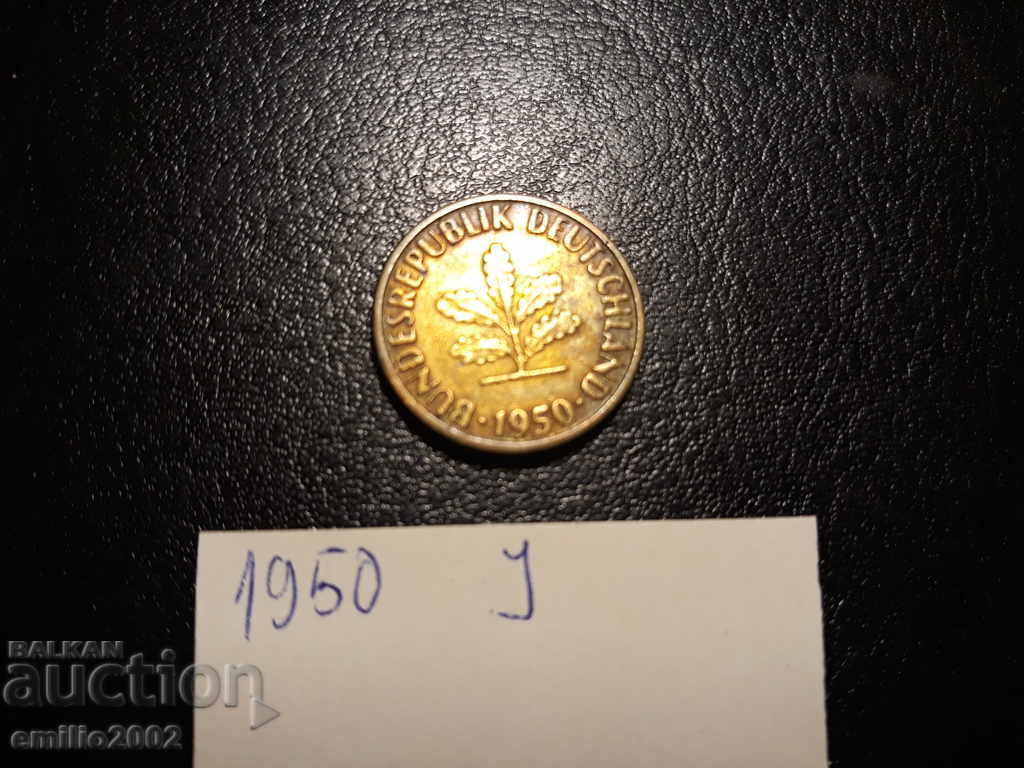 BUNDESREPUBLIK DEUTSCHLAND
· 1950 ·
1950 J
BALKAN
auction
emilio2002